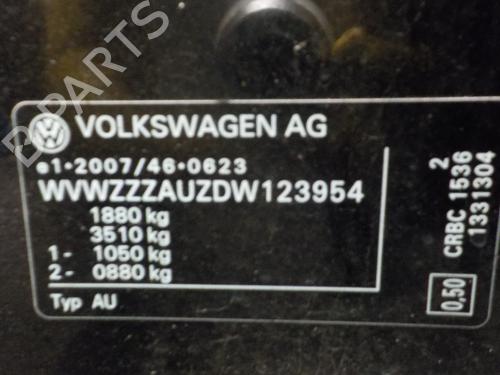 B-PARTS
VOLKSWAGEN AG
e1*2007/46*0623
WVWZZZAUZDW123954
1880 kg
3510 kg
1- 1050 kg
2- 0880 kg
Typ AU
2
CRBC 1536
1331304
0,50